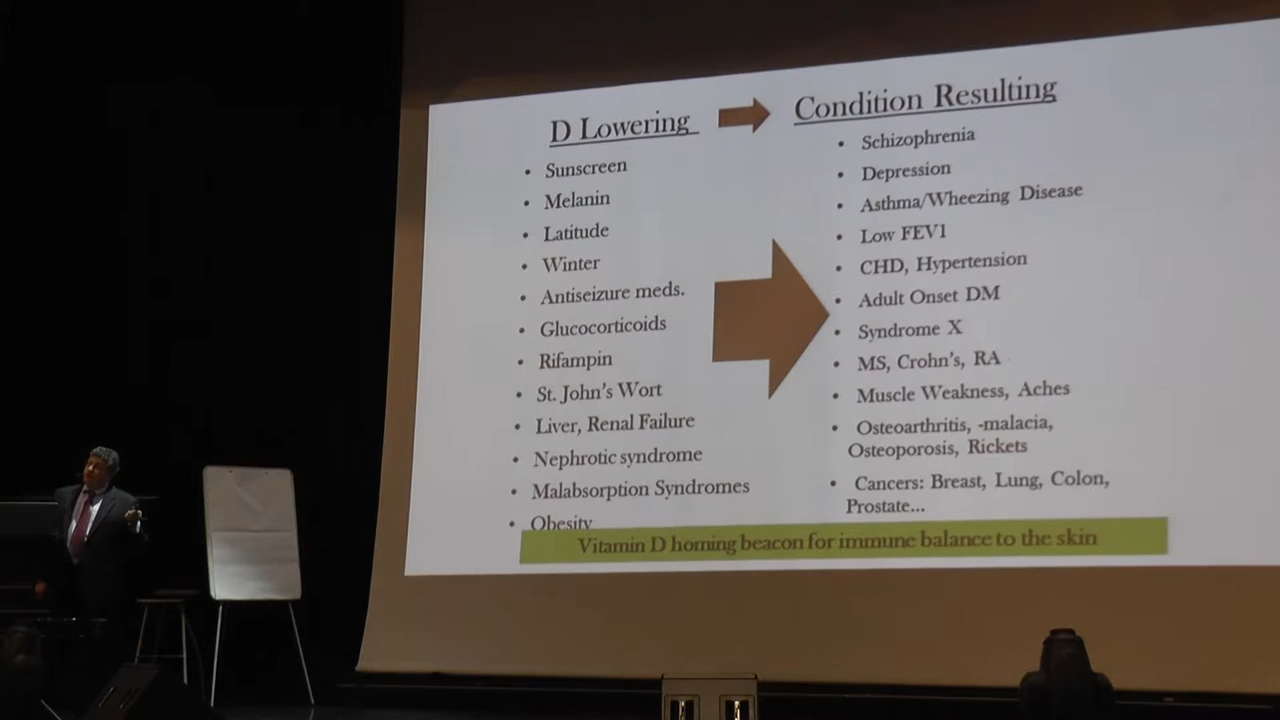 D Lowering
Sunscreen
Melanin
Latitude
Winter
Antiseizure meds.
Glucocorticoids
Rifampin
St. John's Wort
Liver, Renal Failure
Nephrotic syndrome
Malabsorption Syndromes
Obesity
Condition Resulting
Schizophrenia
Depression
Asthma/Wheezing Disease
Low FEV1
CHD, Hypertension
Adult Onset DM
Syndrome X
MS, Crohn's, RA
Muscle Weakness, Aches
Osteoarthritis, -malacia,
Osteoporosis, Rickets
Cancers: Breast, Lung, Colon,
Prostate...
Vitamin D homing beacon for immune balance to the skin